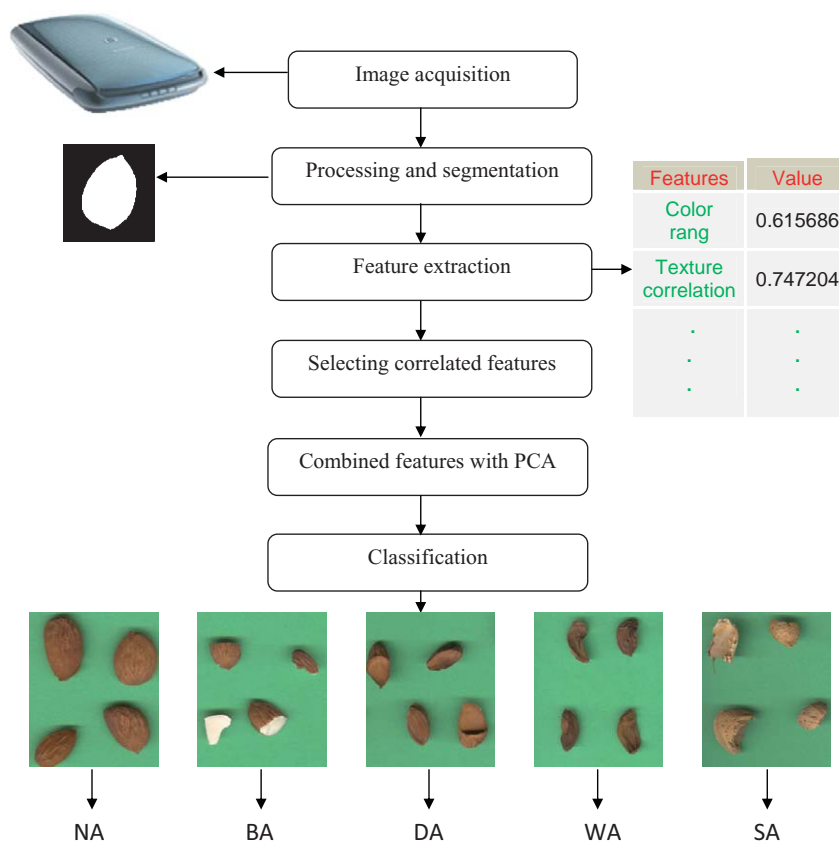 Image acquisition
Processing and segmentation
Feature extraction
Selecting correlated features
Combined features with PCA
Classification
Features Value
Color
rang
0.615686
Texture
correlation
0.747204
. .
. .
. .
NA BA DA WA SA